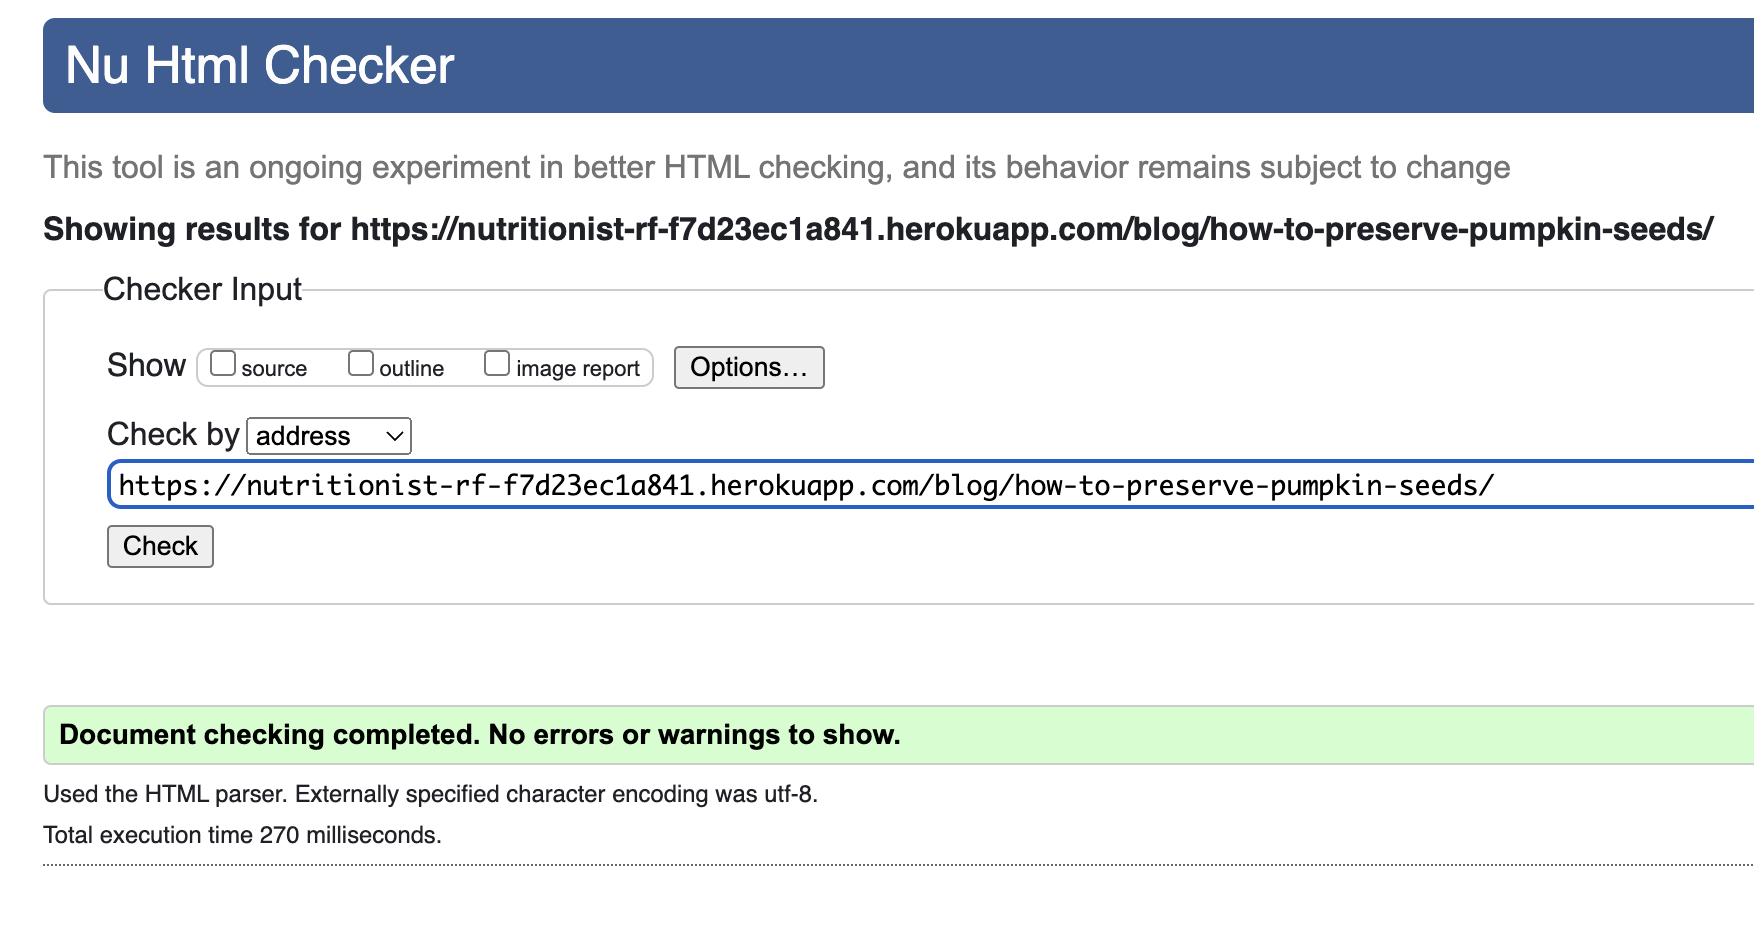 Nu Html Checker
This tool is an ongoing experiment in better HTML checking, and its behavior remains subject to change
Showing results for https://nutritionist-rf-f7d23ec1a841.herokuapp.com/blog/how-to-preserve-pumpkin-seeds/
Checker Input
Show source outline image report Options…
Check by address
https://nutritionist-rf-f7d23ec1a841.herokuapp.com/blog/how-to-preserve-pumpkin-seeds/
Check
Document checking completed. No errors or warnings to show.
Used the HTML parser. Externally specified character encoding was utf-8.
Total execution time 270 milliseconds.